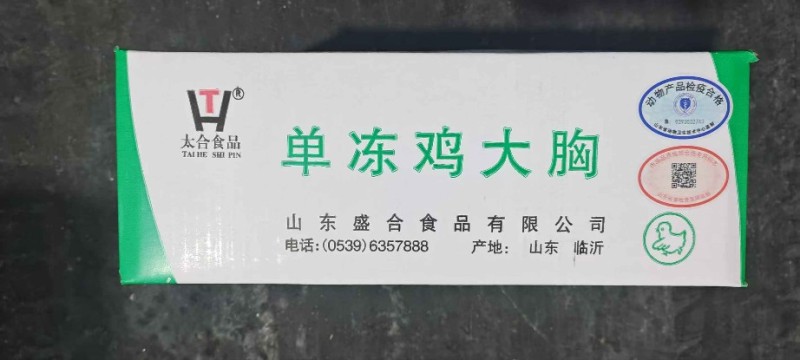 TH®
太合食品
TAI HE SHI PIN
单冻鸡大胸
山东盛合食品有限公司
电话:(0539)6357888 产地: 山东 临沂
动物产品检疫合格